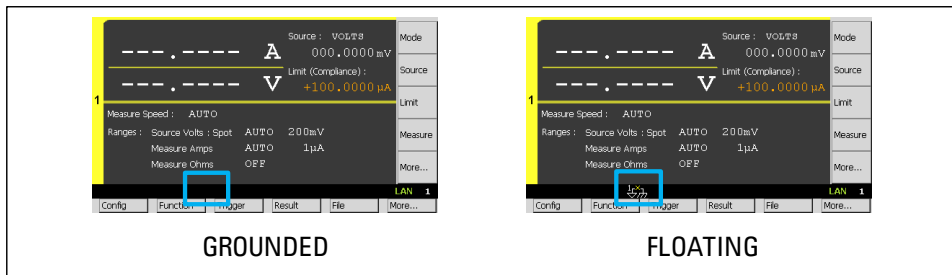 Source : VOLTS
Mode
---.---- A
000.0000 mV
Limit (Compliance) :
Source
---.---- V
+100.0000 µA
1
Limit
Measure Speed : AUTO
Ranges : Source Volts : Spot AUTO 200mV
Measure
Measure Amps AUTO 1µA
Measure Ohms OFF
More...
LAN 1
Config Function Trigger Result File More...
GROUNDED
Source : VOLTS
Mode
---.---- A
000.0000 mV
Limit (Compliance) :
Source
---.---- V
+100.0000 µA
1
Limit
Measure Speed : AUTO
Ranges : Source Volts : Spot AUTO 200mV
Measure
Measure Amps AUTO 1µA
Measure Ohms OFF
More...
1
LAN 1
Config Function Trigger Result File More...
FLOATING